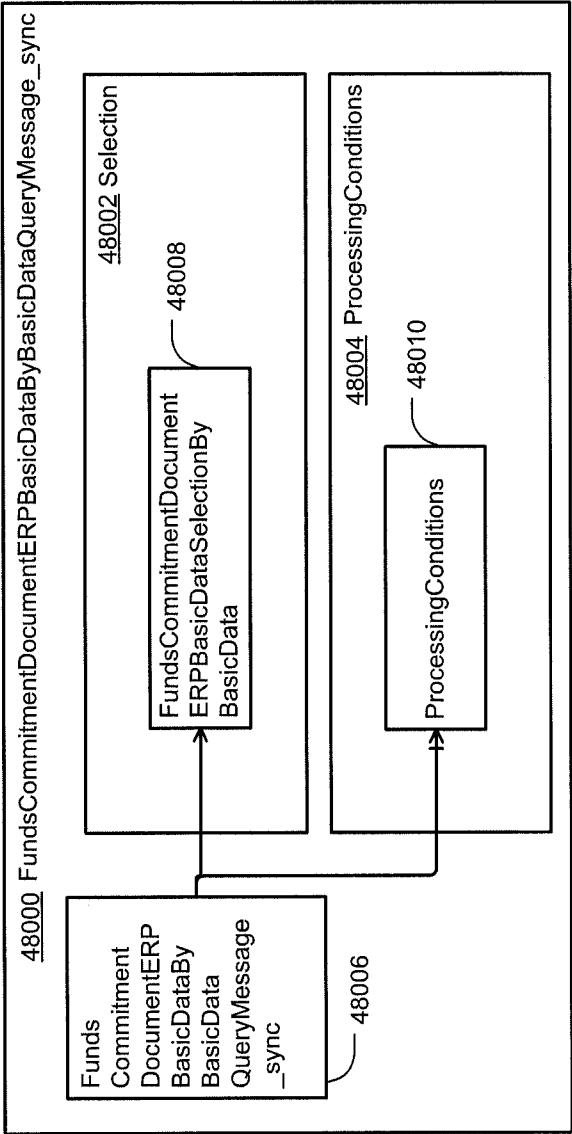 48000 FundsCommitmentDocumentERPBasicDataByBasicDataQueryMessage_sync
Funds
Commitment
DocumentERP
BasicDataBy
BasicData
QueryMessage
_sync
48006
48002 Selection
48008
FundsCommitmentDocument
ERPBasicDataSelectionBy
BasicData
48004 ProcessingConditions
48010
ProcessingConditions